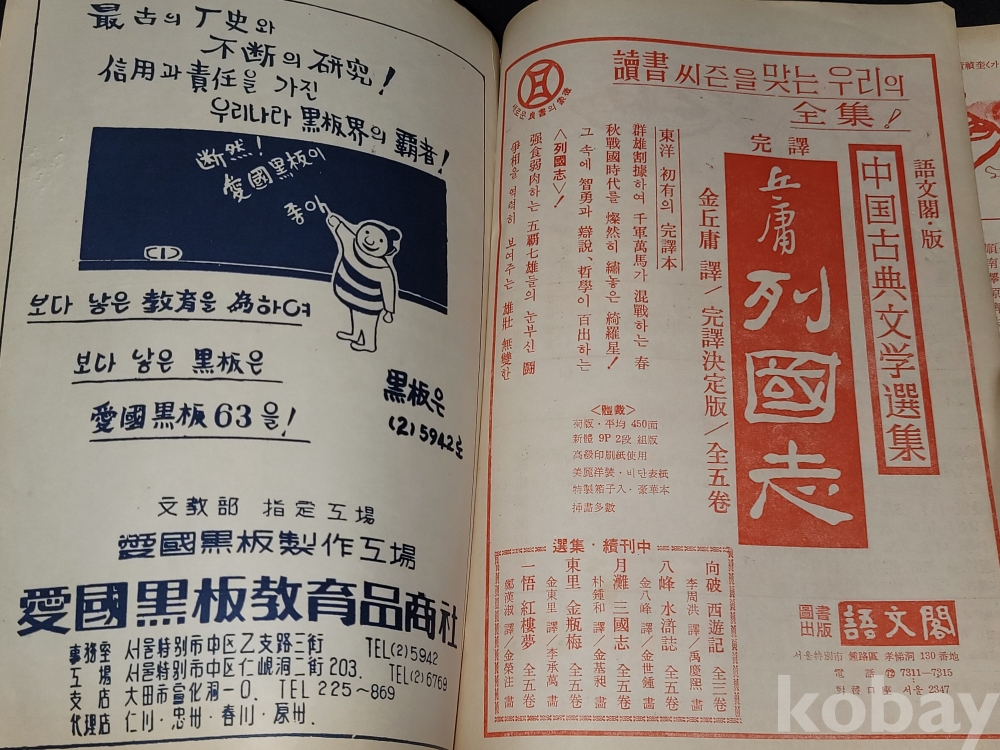 最古의 丆史와
不断의 研究!
信用과 責任을 가진
우리나라 黒板界의 覇者!
断然!
愛國黒板이
좋아
보다 낳은 敎育을 為하여
보다 낳은 黒板은
愛國黒板 63을!
黒板은
(2)5942로
文敎部 指定工場
愛國黒板製作工場
愛國黒板敎育品商社
事務室 서울特別市中区乙支路三街 TEL(2)5942
工場 서울特別市中区仁峴洞二街203. TEL(2)6769
支店 大田市宣化洞一0. TEL 225~869
代理店 仁川·忠州·春川·原州.
讀書 씨즌을 맞는 우리의
全集!
語文閣·版
中国古典文学選集
完譯
丘庸 列國志
金丘庸 譯/完譯決定版/全五卷
東洋 初有의 完譯本
群雄割據하여 千軍萬馬가 混戰하는 春
秋戰國時代를 燦然히 繡놓은 綺羅星!
그 속에 智勇과 辯說、哲學이 百出하는
<列國志>!
强食弱肉하는 五覇七雄들의 눈부신 鬪
爭相을 역력히 보여주는 雄壯 無雙한
<體裁>
菊版·平均 450面
新體 9P 2段 組版
高級印刷紙使用
美麗洋裝·비단表紙
特製箱子入·豪華本
揷畵多數
選集·續刊中
向破 西遊記 全三卷
李周洪 譯/禹慶熙 畵
八峰 水滸誌 全五卷
金八峰 譯/金世鍾 畵
月灘 三國志 全五卷
朴鍾和 譯/金基昶 畵
東里 金瓶梅 全五卷
金東里 譯/李承萬 畵
一悟 紅樓夢 全五卷
鄭漢淑 譯/金榮注 畵
圖書出版 語文閣
서울特別市 鍾路區 孝悌洞 130番地
電話 ② 7311—7315
對替口座 서울 2347
kobay